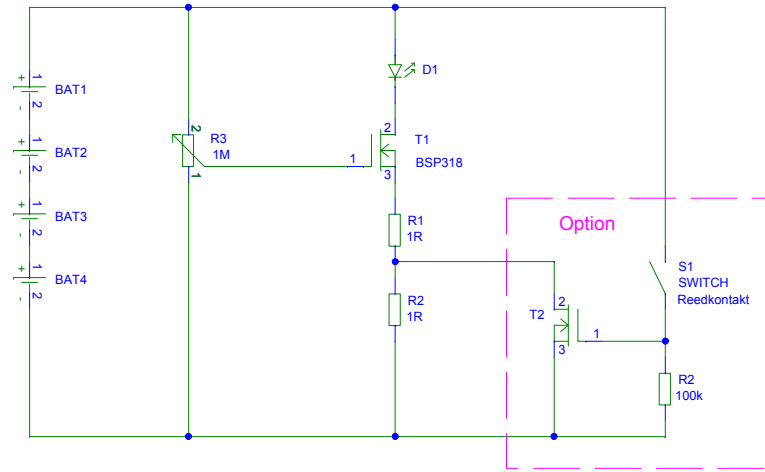 + 1
BAT1
- 2
+ 1
BAT2
- 2
+ 1
BAT3
- 2
+ 1
BAT4
- 2
2
R3
1M
1
D1
2
T1
1
BSP318
3
R1
1R
R2
1R
Option
S1
SWITCH
Reedkontakt
2
T2
1
3
R2
100k